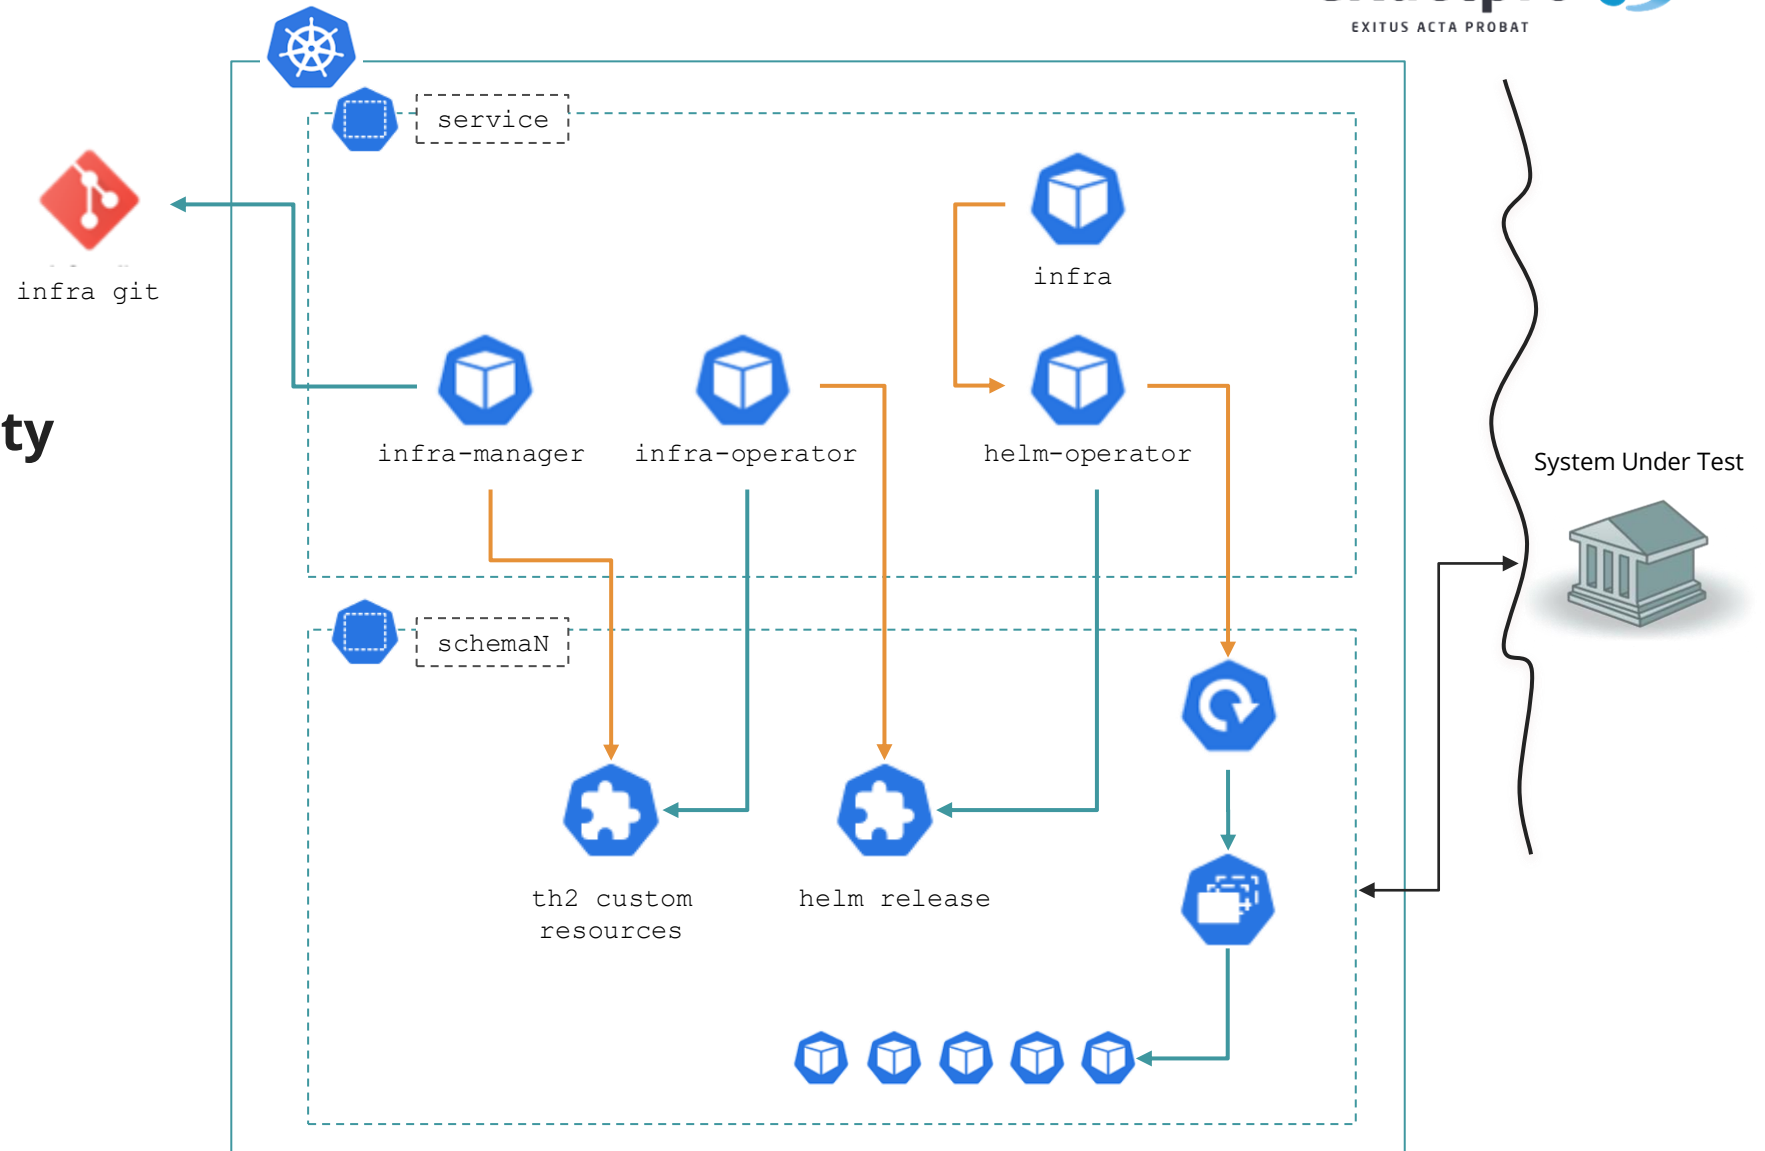 EXITUS ACTA PROBAT
service
infra
infra git
ty
infra-manager
infra-operator
helm-operator
System Under Test
schemaN
th2 custom
resources
helm release